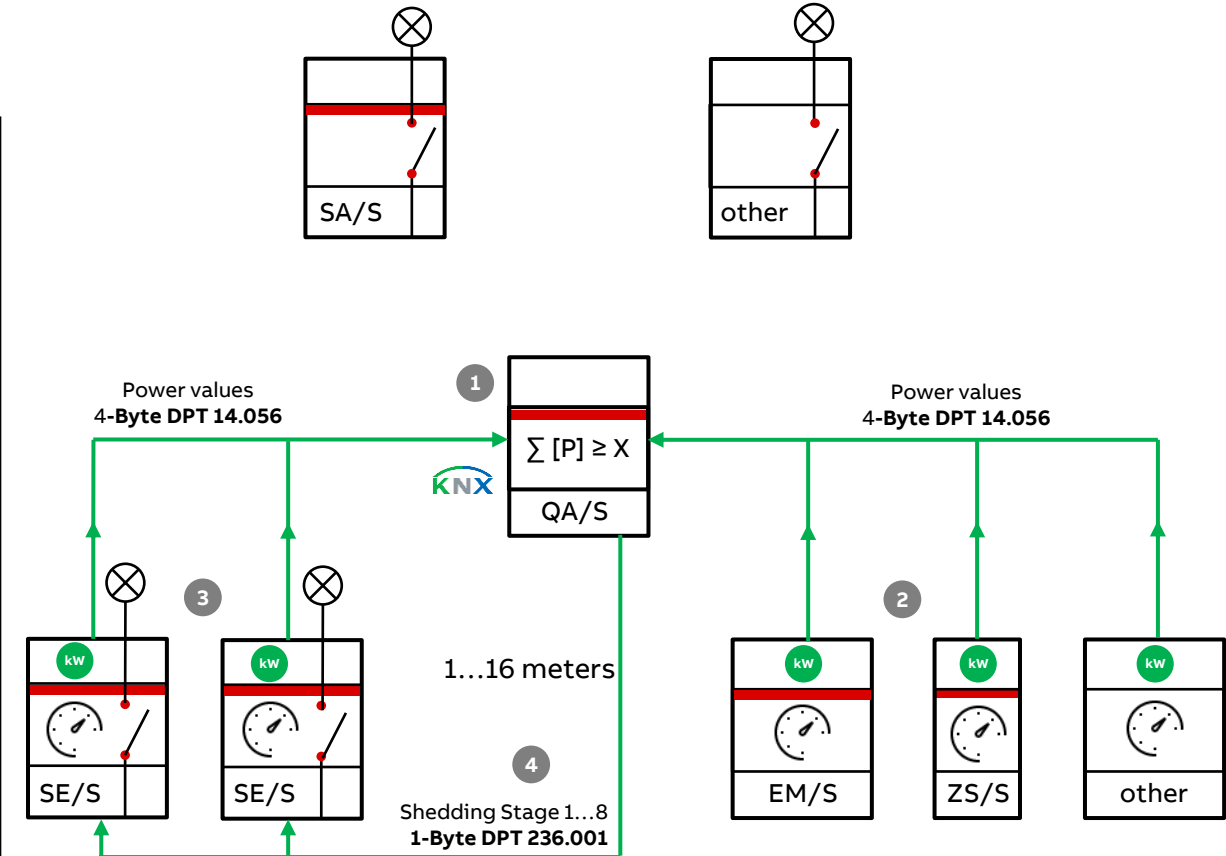 SA/S
other
Power values
4-Byte DPT 14.056
1
∑ [P] ≥ X
QA/S
KNX
Power values
4-Byte DPT 14.056
3
2
kW
kW
kW
kW
kW
1...16 meters
SE/S
SE/S
4
Shedding Stage 1...8
1-Byte DPT 236.001
EM/S
ZS/S
other